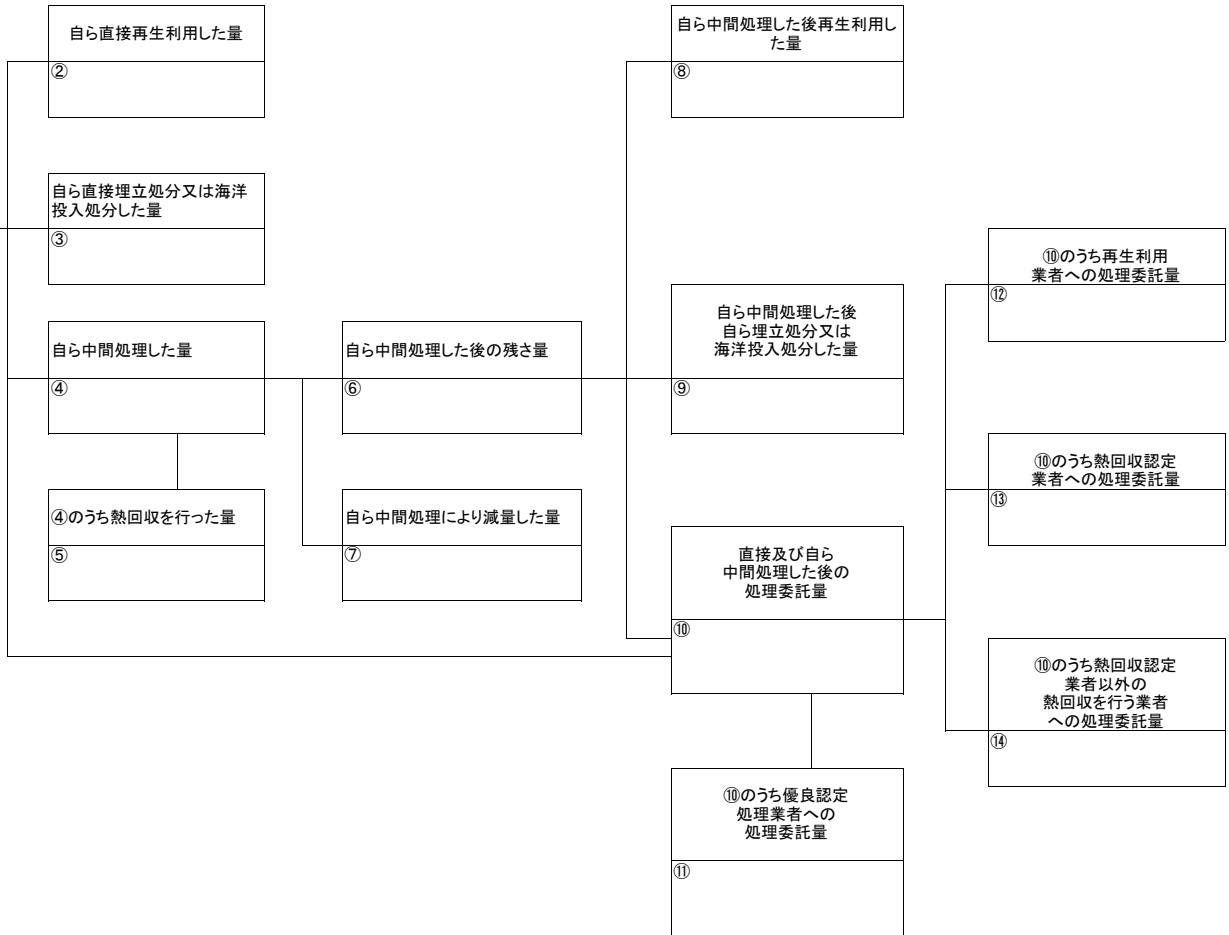 自ら直接再生利用した量
②
自ら中間処理した後再生利用し
た量
⑧
自ら直接埋立処分又は海洋
投入処分した量
③
⑩のうち再生利用
業者への処理委託量
⑫
自ら中間処理した量
④
自ら中間処理した後の残さ量
⑥
自ら中間処理した後
自ら埋立処分又は
海洋投入処分した量
⑨
⑩のうち熱回収認定
業者への処理委託量
⑬
④のうち熱回収を行った量
⑤
自ら中間処理により減量した量
⑦
直接及び自ら
中間処理した後の
処理委託量
⑩
⑩のうち熱回収認定
業者以外の
熱回収を行う業者
への処理委託量
⑭
⑩のうち優良認定
処理業者への
処理委託量
⑪